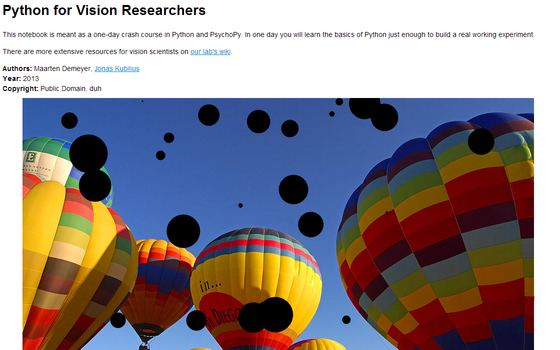 Python for Vision Researchers
This notebook is meant as a one-day crash course in Python and PsychoPy. In one day you will learn the basics of Python just enough to build a real working experiment.
There are more extensive resources for vision scientists on our lab's wiki.
Authors: Maarten Demeyer, Jonas Kubilius
Year: 2013
Copyright: Public Domain, duh
E
in...
DIEGO